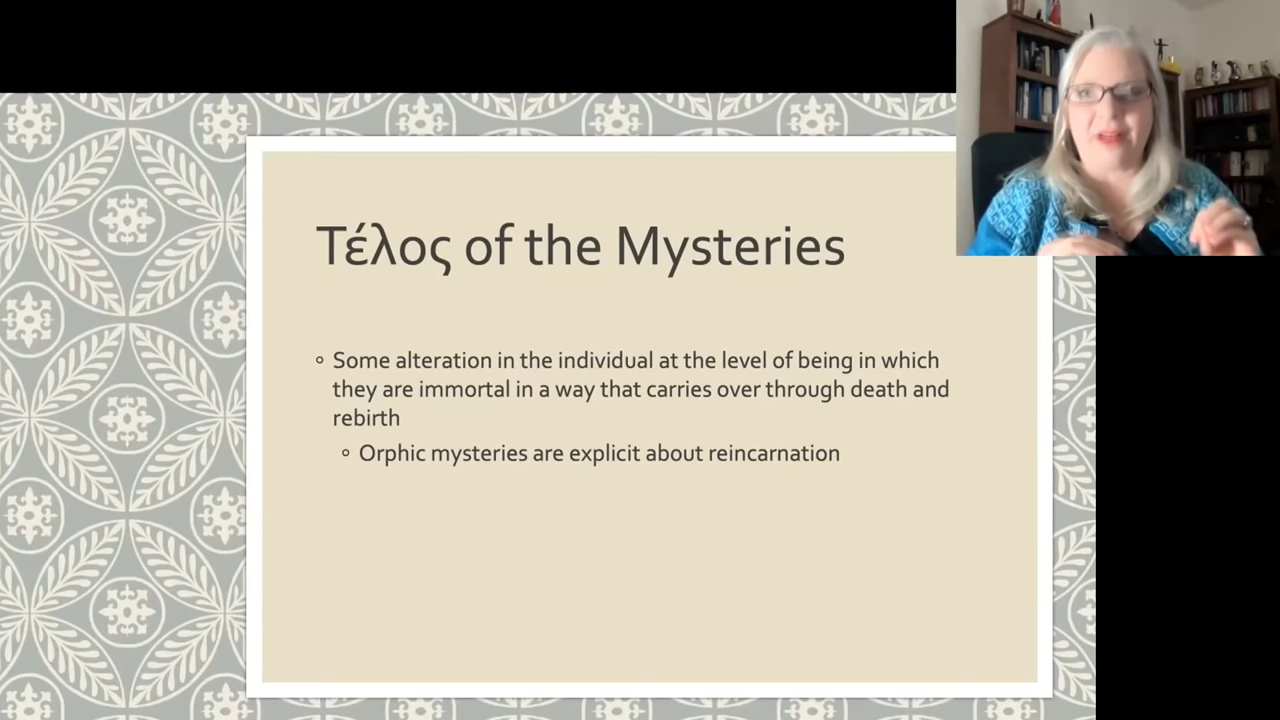 Τέλος of the Mysteries
Some alteration in the individual at the level of being in which
they are immortal in a way that carries over through death and
rebirth
Orphic mysteries are explicit about reincarnation